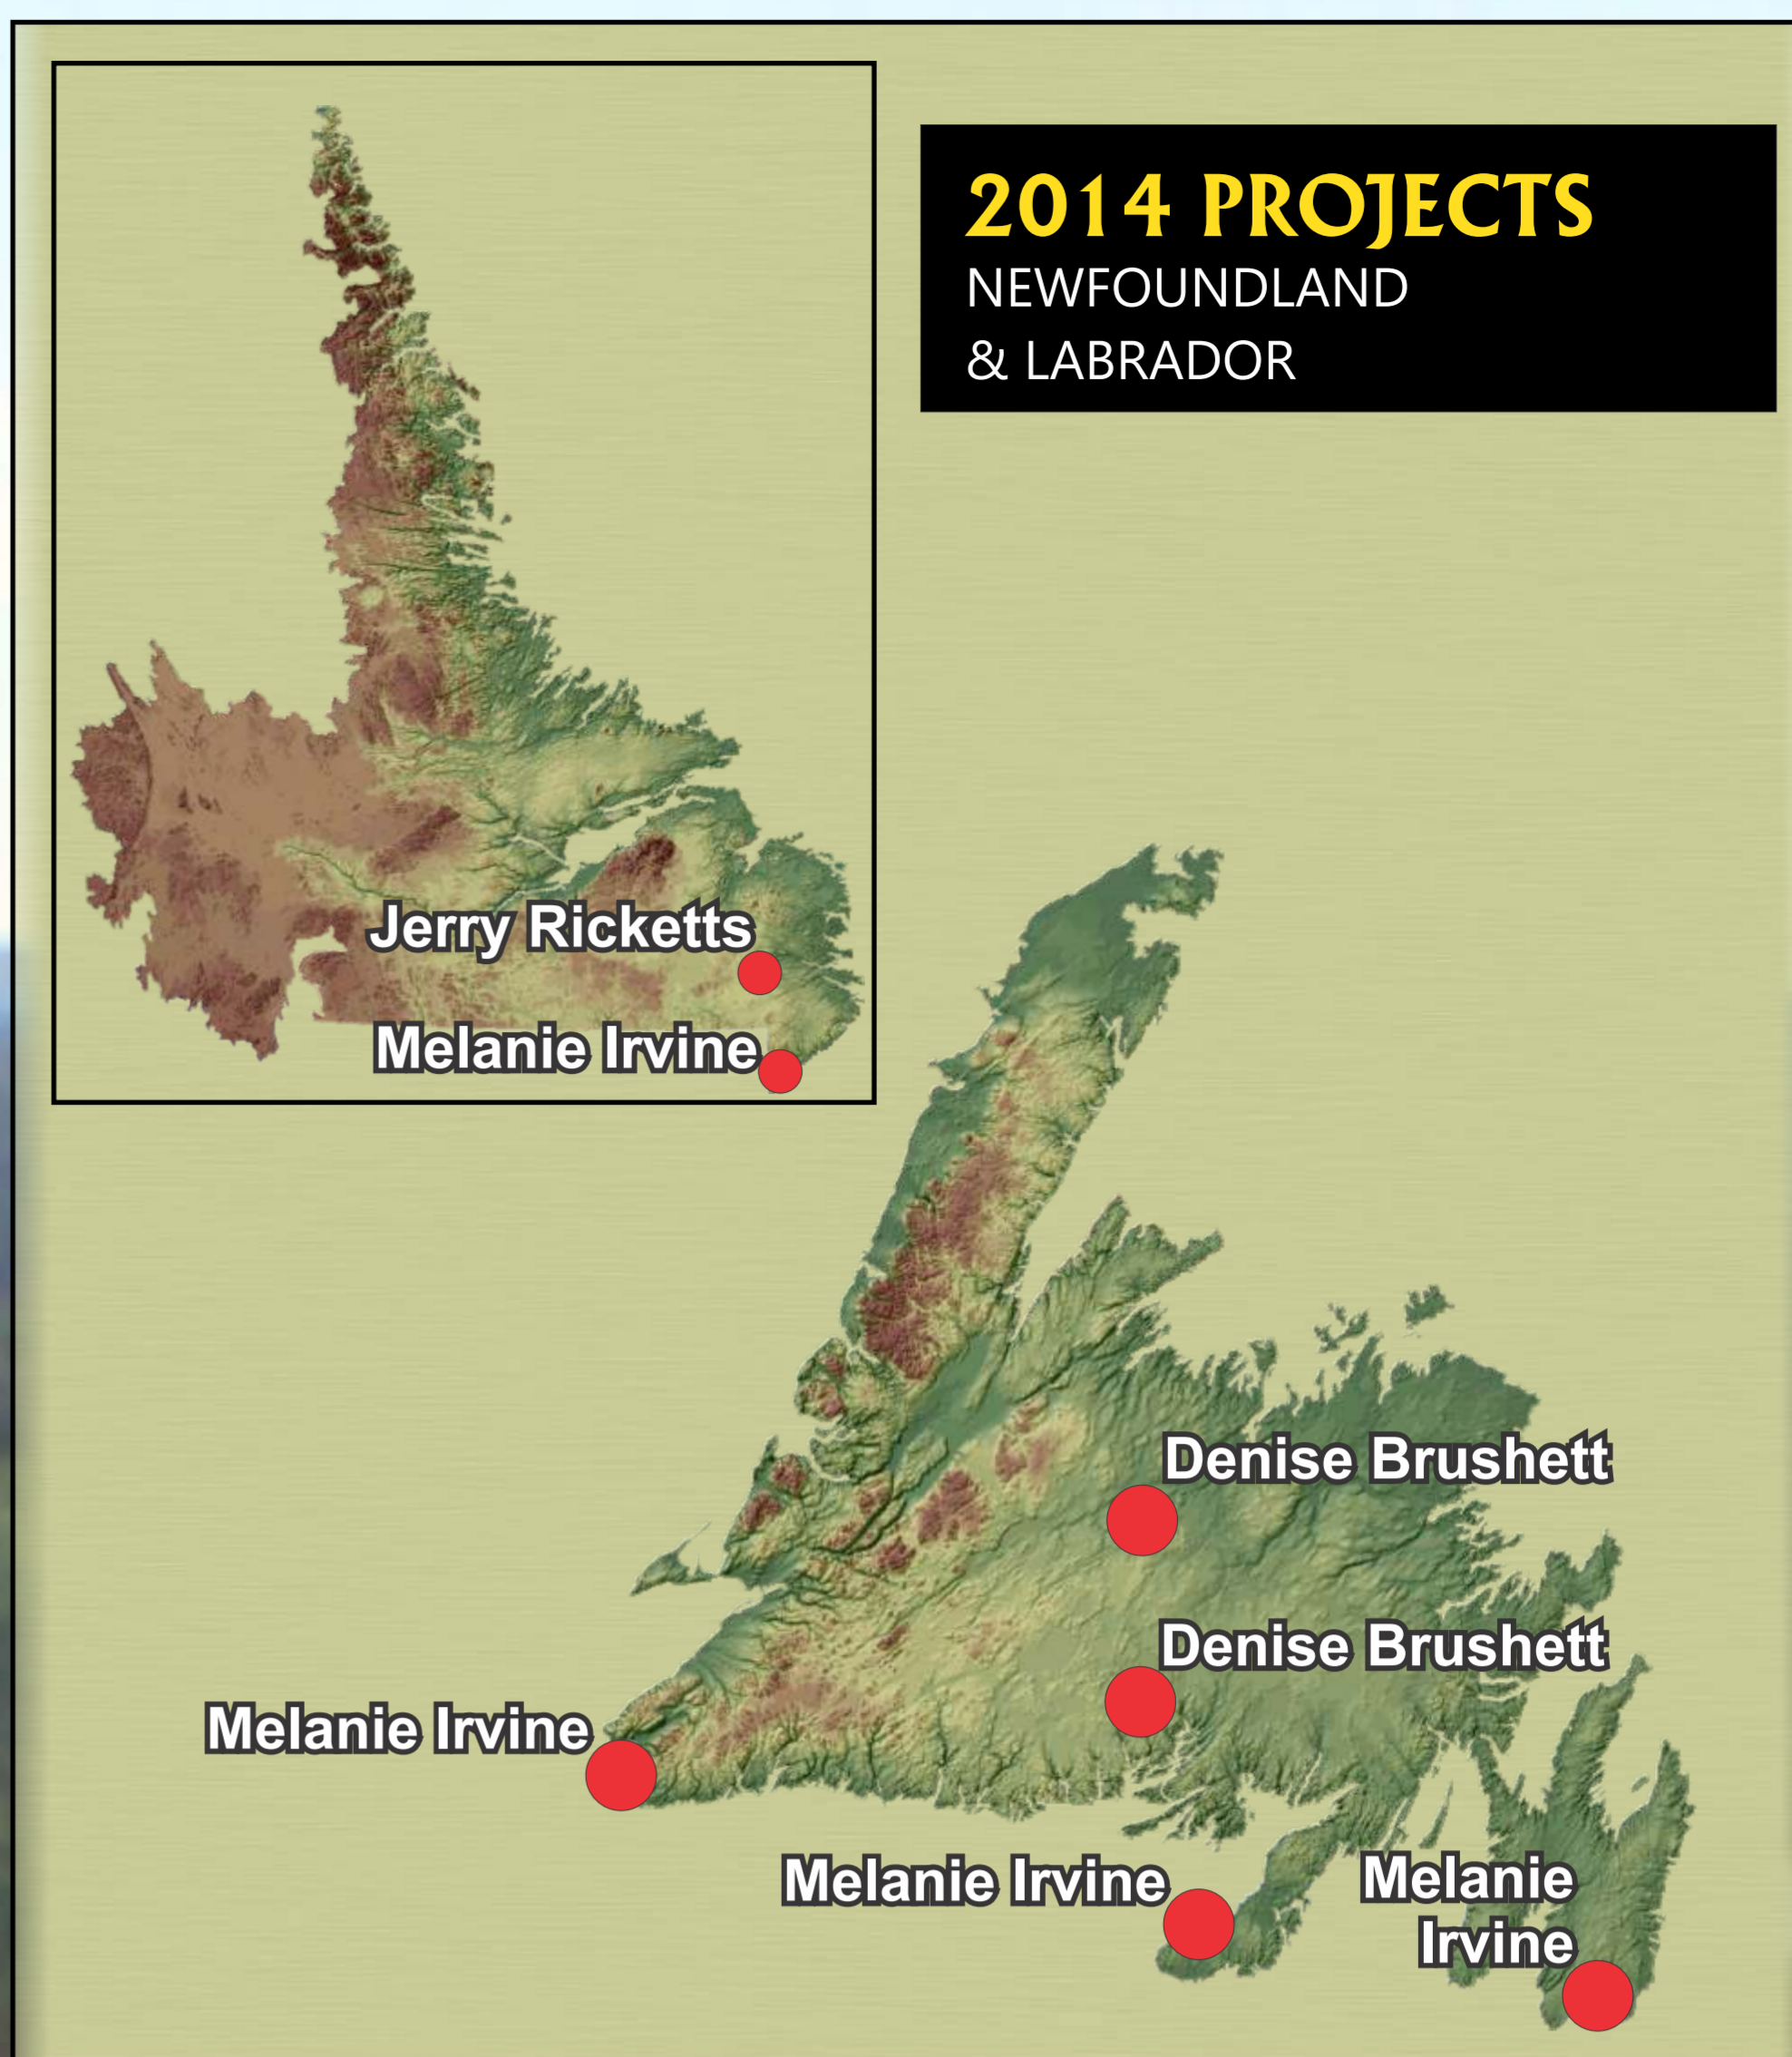 2014 PROJECTS
NEWFOUNDLAND
& LABRADOR
Jerry Ricketts
Melanie Irvine
Denise Brushett
Denise Brushett
Melanie Irvine
Melanie Irvine
Melanie
Irvine